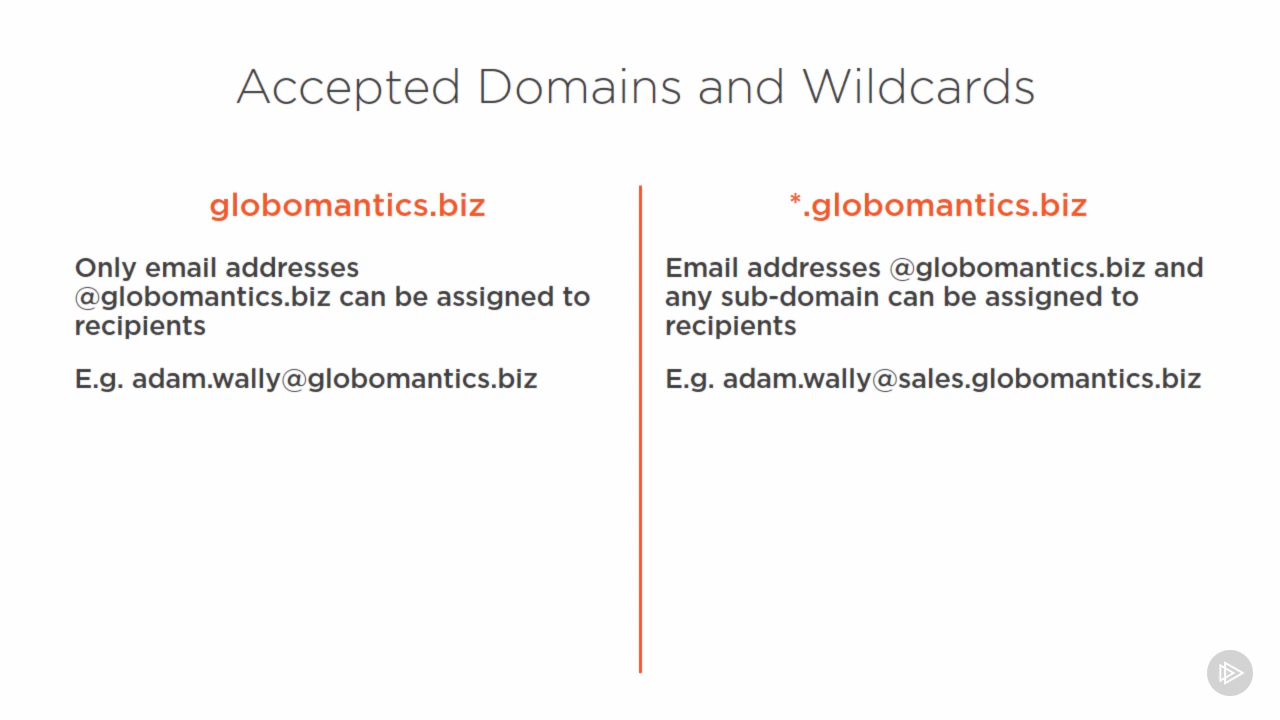 Accepted Domains and Wildcards
globomantics.biz
Only email addresses
@globomantics.biz can be assigned to
recipients
E.g. adam.wally@globomantics.biz
*.globomantics.biz
Email addresses @globomantics.biz and
any sub-domain can be assigned to
recipients
E.g. adam.wally@sales.globomantics.biz